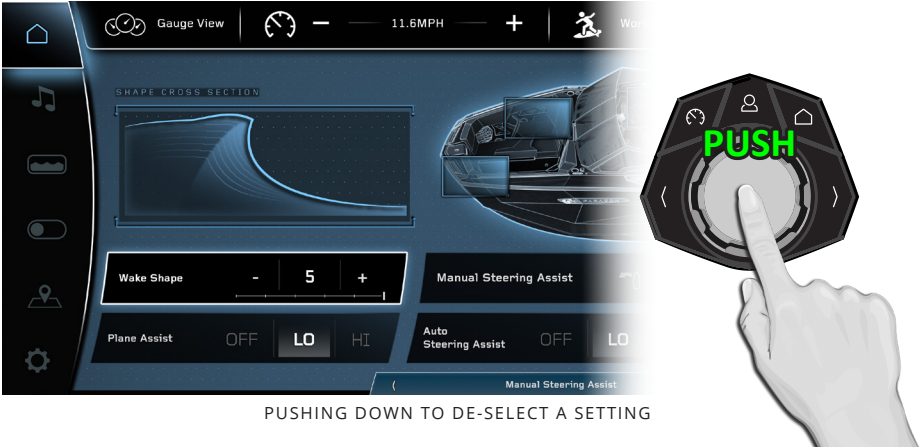 Gauge View
11.6MPH
SHAPE CROSS SECTION
PUSH
Wake Shape - 5 +
Manual Steering Assist
Plane Assist OFF LO HI
Auto
Steering Assist OFF LO
Manual Steering Assist
PUSHING DOWN TO DE-SELECT A SETTING